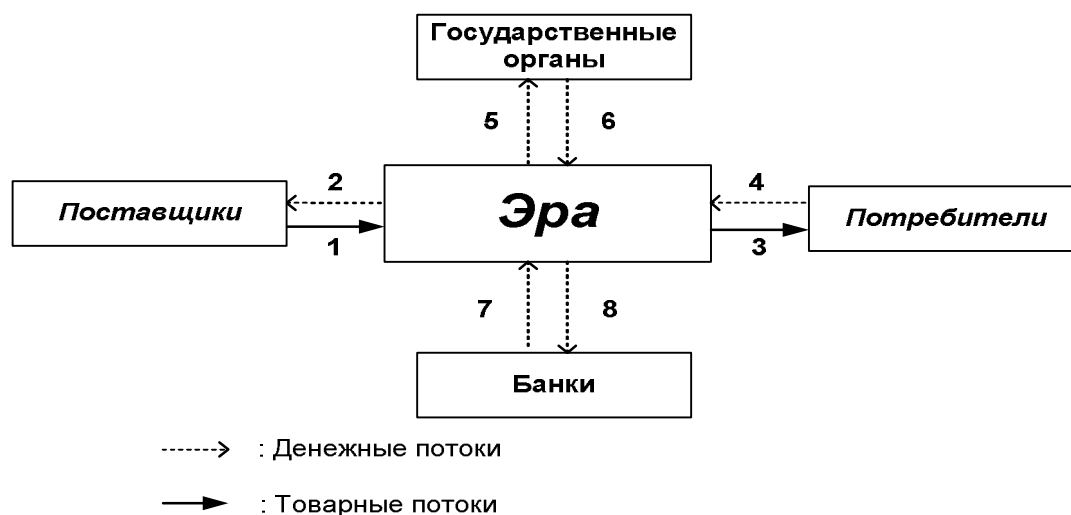 Государственные
органы
5
6
2
4
Поставщики
Эра
Потребители
1
3
7
8
Банки
: Денежные потоки
: Товарные потоки